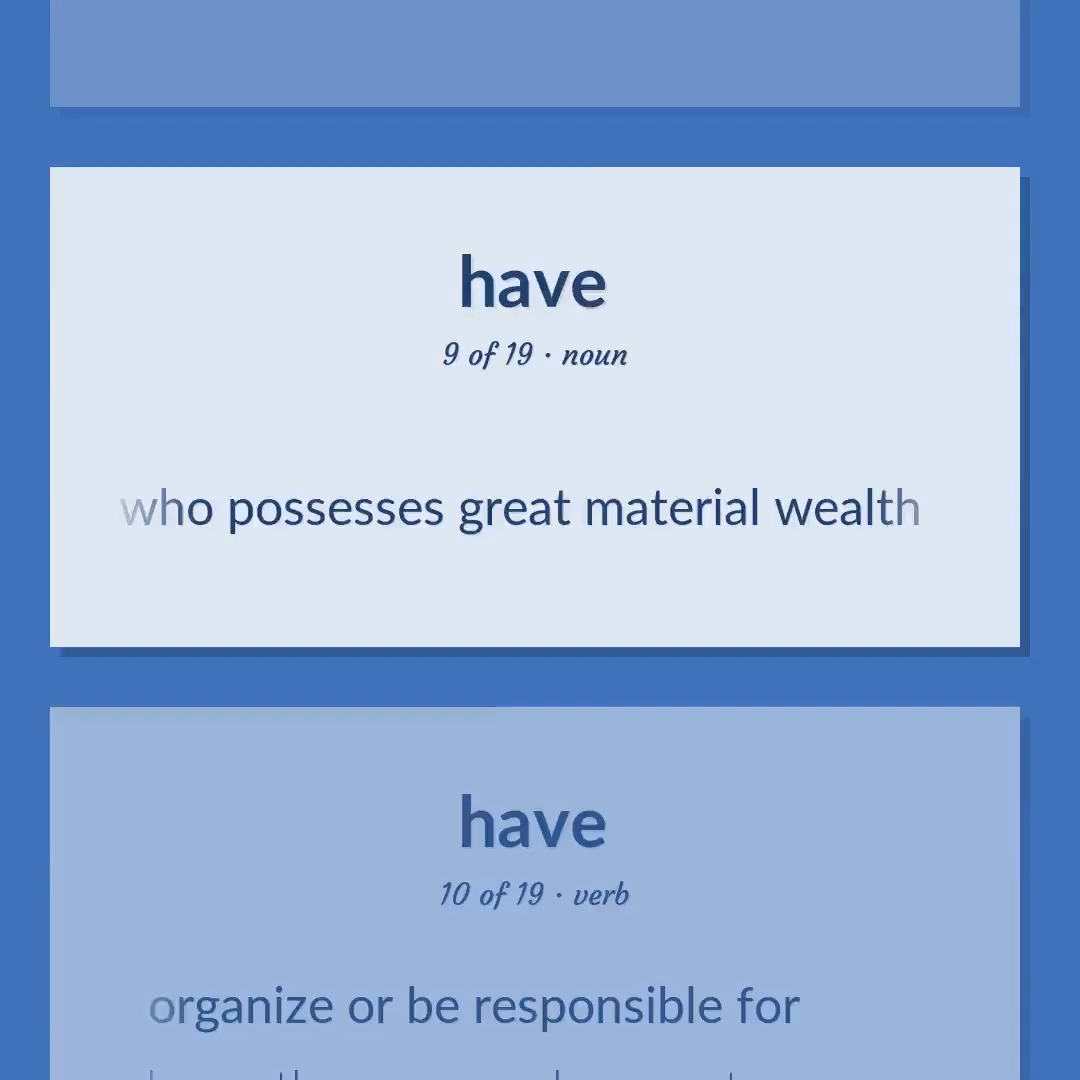 have
9 of 19 · noun
who possesses great material wealth
have
10 of 19 · verb
organize or be responsible for